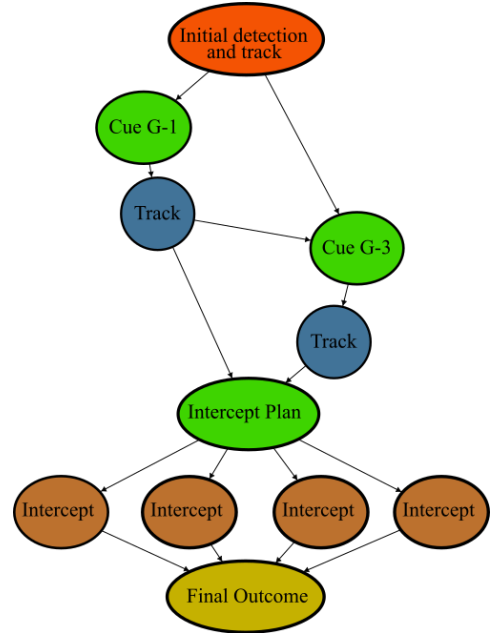 Initial detection
and track
Cue G-1
Track
Cue G-3
Track
Intercept Plan
Intercept
Intercept
Intercept
Intercept
Final Outcome